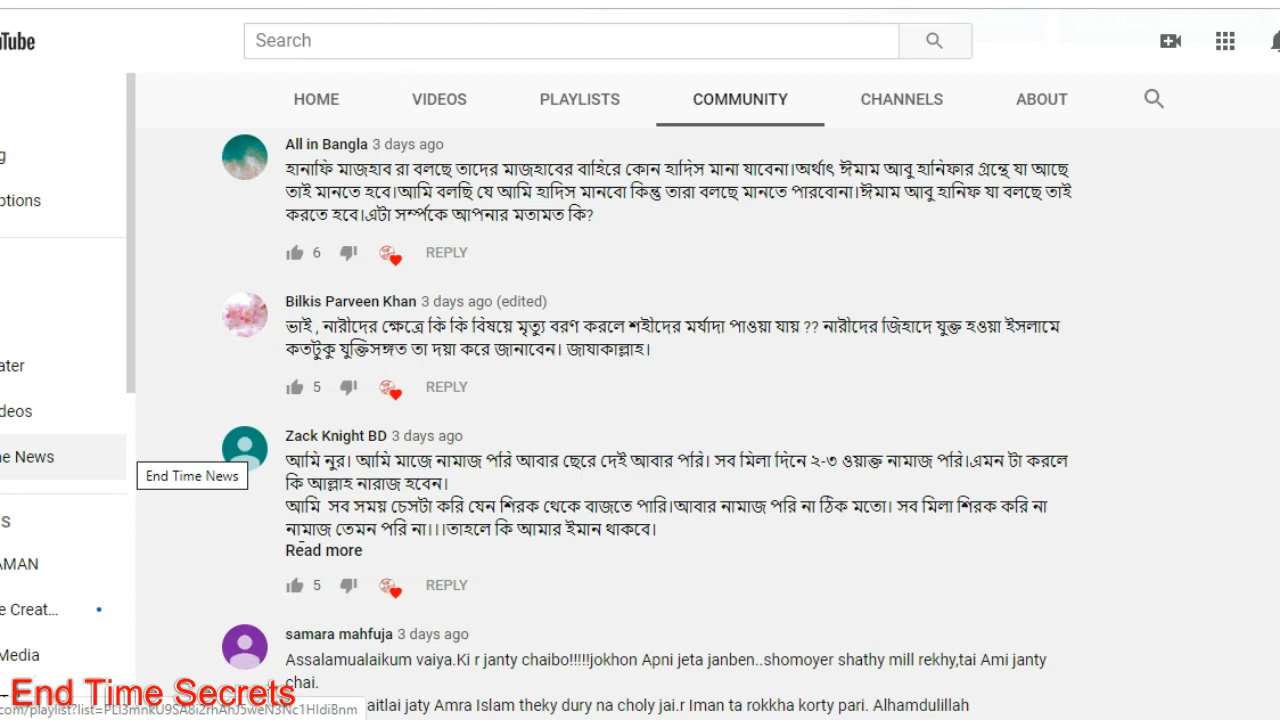 uTube
Search
HOME VIDEOS PLAYLISTS COMMUNITY CHANNELS ABOUT
All in Bangla 3 days ago
হানাফি মাজহাব রা বলছে তাদের মাজহাবের বাহিরে কোন হাদিস মানা যাবেনা।অর্থাৎ ঈমাম আবু হানিফার গ্রন্থে যা আছে
তাই মানতে হবে।আমি বলছি যে আমি হাদিস মানবো কিন্তু তারা বলছে মানতে পারবোনা।ঈমাম আবু হানিফ যা বলছে তাই
করতে হবে।এটা সর্ম্পকে আপনার মতামত কি?
6 REPLY
Bilkis Parveen Khan 3 days ago (edited)
ভাই , নারীদের ক্ষেত্রে কি কি বিষয়ে মৃত্যু বরণ করলে শহীদের মর্যাদা পাওয়া যায় ?? নারীদের জিহাদে যুক্ত হওয়া ইসলামে
কতটুকু যুক্তিসঙ্গত তা দয়া করে জানাবেন। জাযাকাল্লাহ।
5 REPLY
Zack Knight BD 3 days ago
আমি নুর। আমি মাজে নামাজ পরি আবার ছেরে দেই আবার পরি। সব মিলা দিনে ২-৩ ওয়াক্ত নামাজ পরি।এমন টা করলে
কি আল্লাহ নারাজ হবেন।
আমি সব সময় চেসটা করি যেন শিরক থেকে বাজতে পারি।আবার নামাজ পরি না ঠিক মতো। সব মিলা শিরক করি না
নামাজ তেমন পরি না।।।তাহলে কি আমার ইমান থাকবে।
Read more
5 REPLY
samara mahfuja 3 days ago
Assalamualaikum vaiya.Ki r janty chaibo!!!!!jokhon Apni jeta janben..shomoyer shathy mill rekhy,tai Ami janty
chai.
aitlai jaty Amra Islam theky dury na choly jai.r Iman ta rokkha korty pari. Alhamdulillah
g
ptions
ater
deos
e News
End Time News
S
AMAN
e Creat...
Media
End Time Secrets